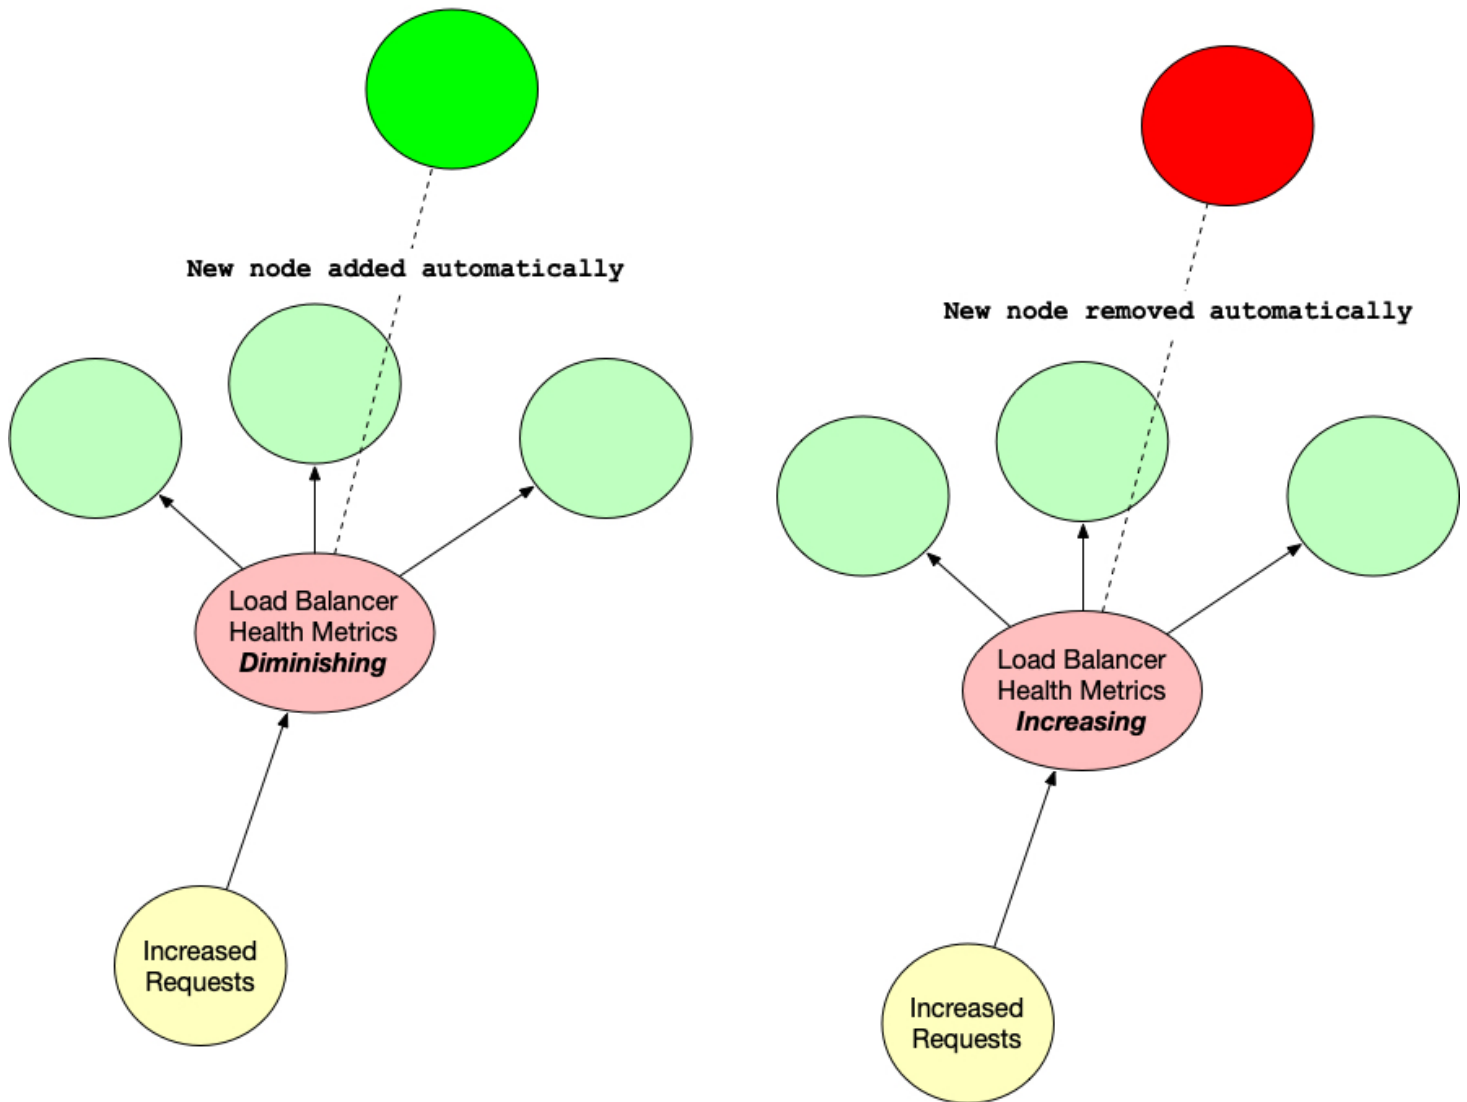 New node added automatically
Load Balancer
Health Metrics
Diminishing
Increased
Requests
New node removed automatically
Load Balancer
Health Metrics
Increasing
Increased
Requests